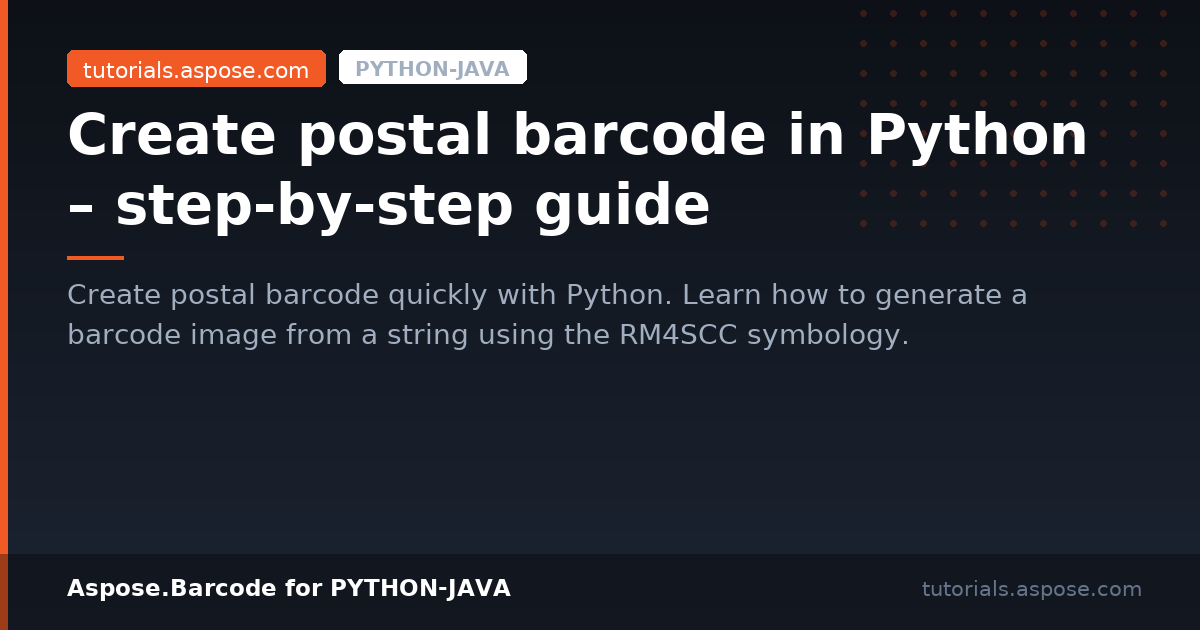 tutorials.aspose.com
PYTHON-JAVA
Create postal barcode in Python
– step-by-step guide
Create postal barcode quickly with Python. Learn how to generate a
barcode image from a string using the RM4SCC symbology.
Aspose.Barcode for PYTHON-JAVA
tutorials.aspose.com